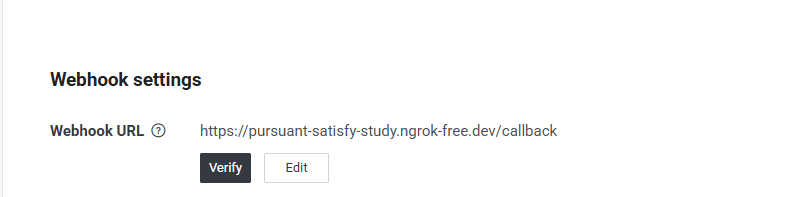 Webhook settings
Webhook URL ?
https://pursuant-satisfy-study.ngrok-free.dev/callback
Verify Edit